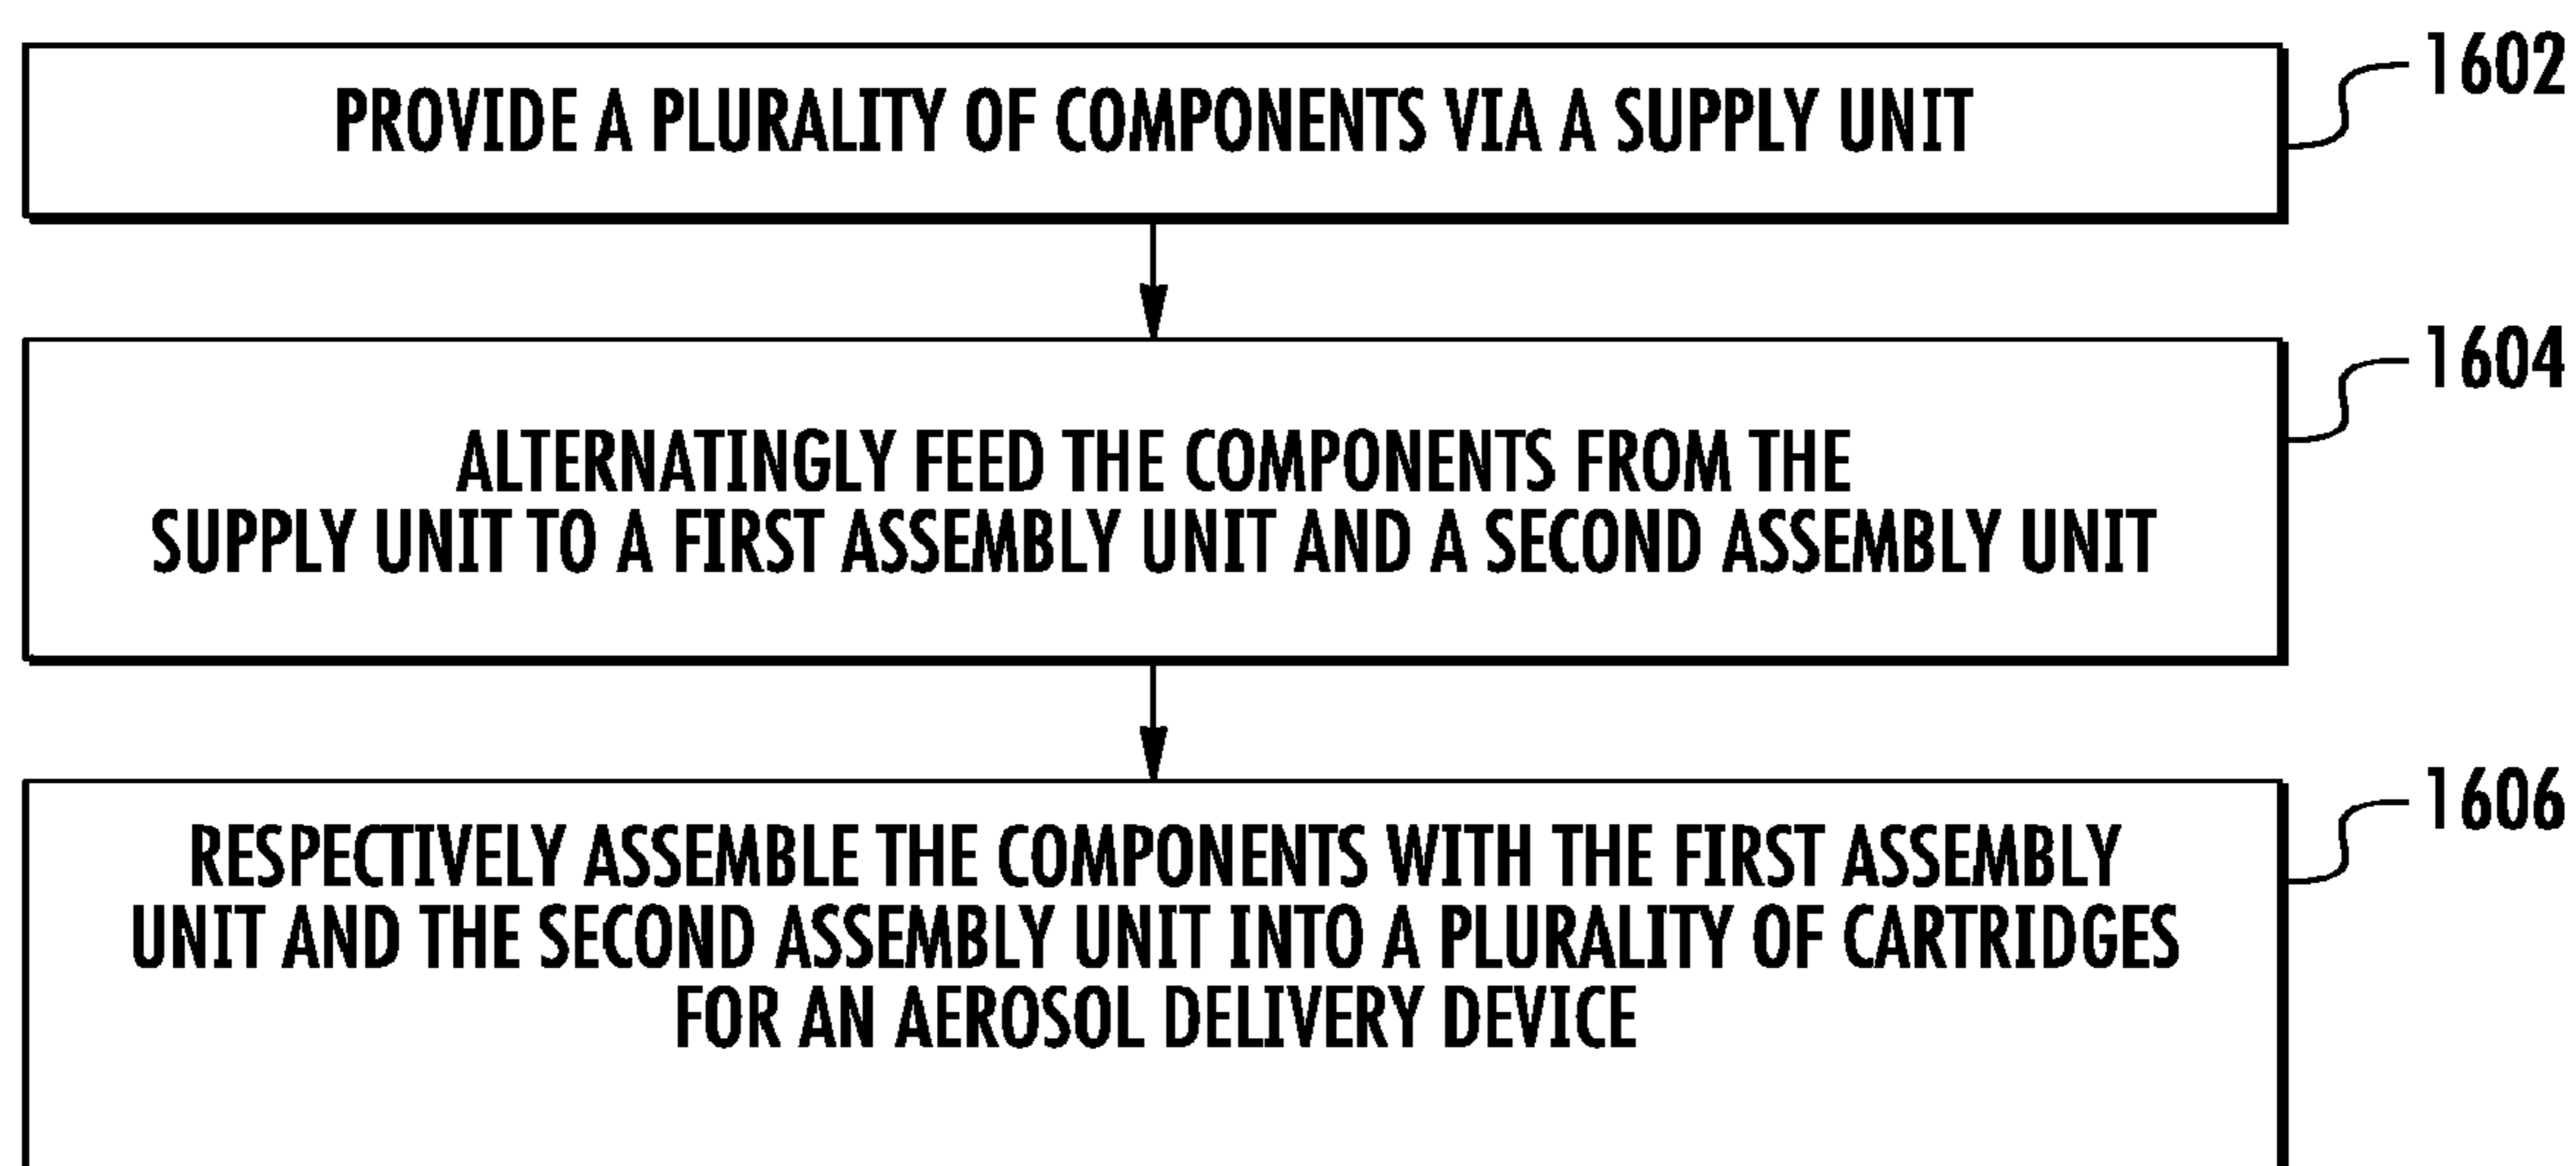 PROVIDE A PLURALITY OF COMPONENTS VIA A SUPPLY UNIT
1602
ALTERNATINGLY FEED THE COMPONENTS FROM THE
SUPPLY UNIT TO A FIRST ASSEMBLY UNIT AND A SECOND ASSEMBLY UNIT
1604
RESPECTIVELY ASSEMBLE THE COMPONENTS WITH THE FIRST ASSEMBLY
UNIT AND THE SECOND ASSEMBLY UNIT INTO A PLURALITY OF CARTRIDGES
FOR AN AEROSOL DELIVERY DEVICE
1606